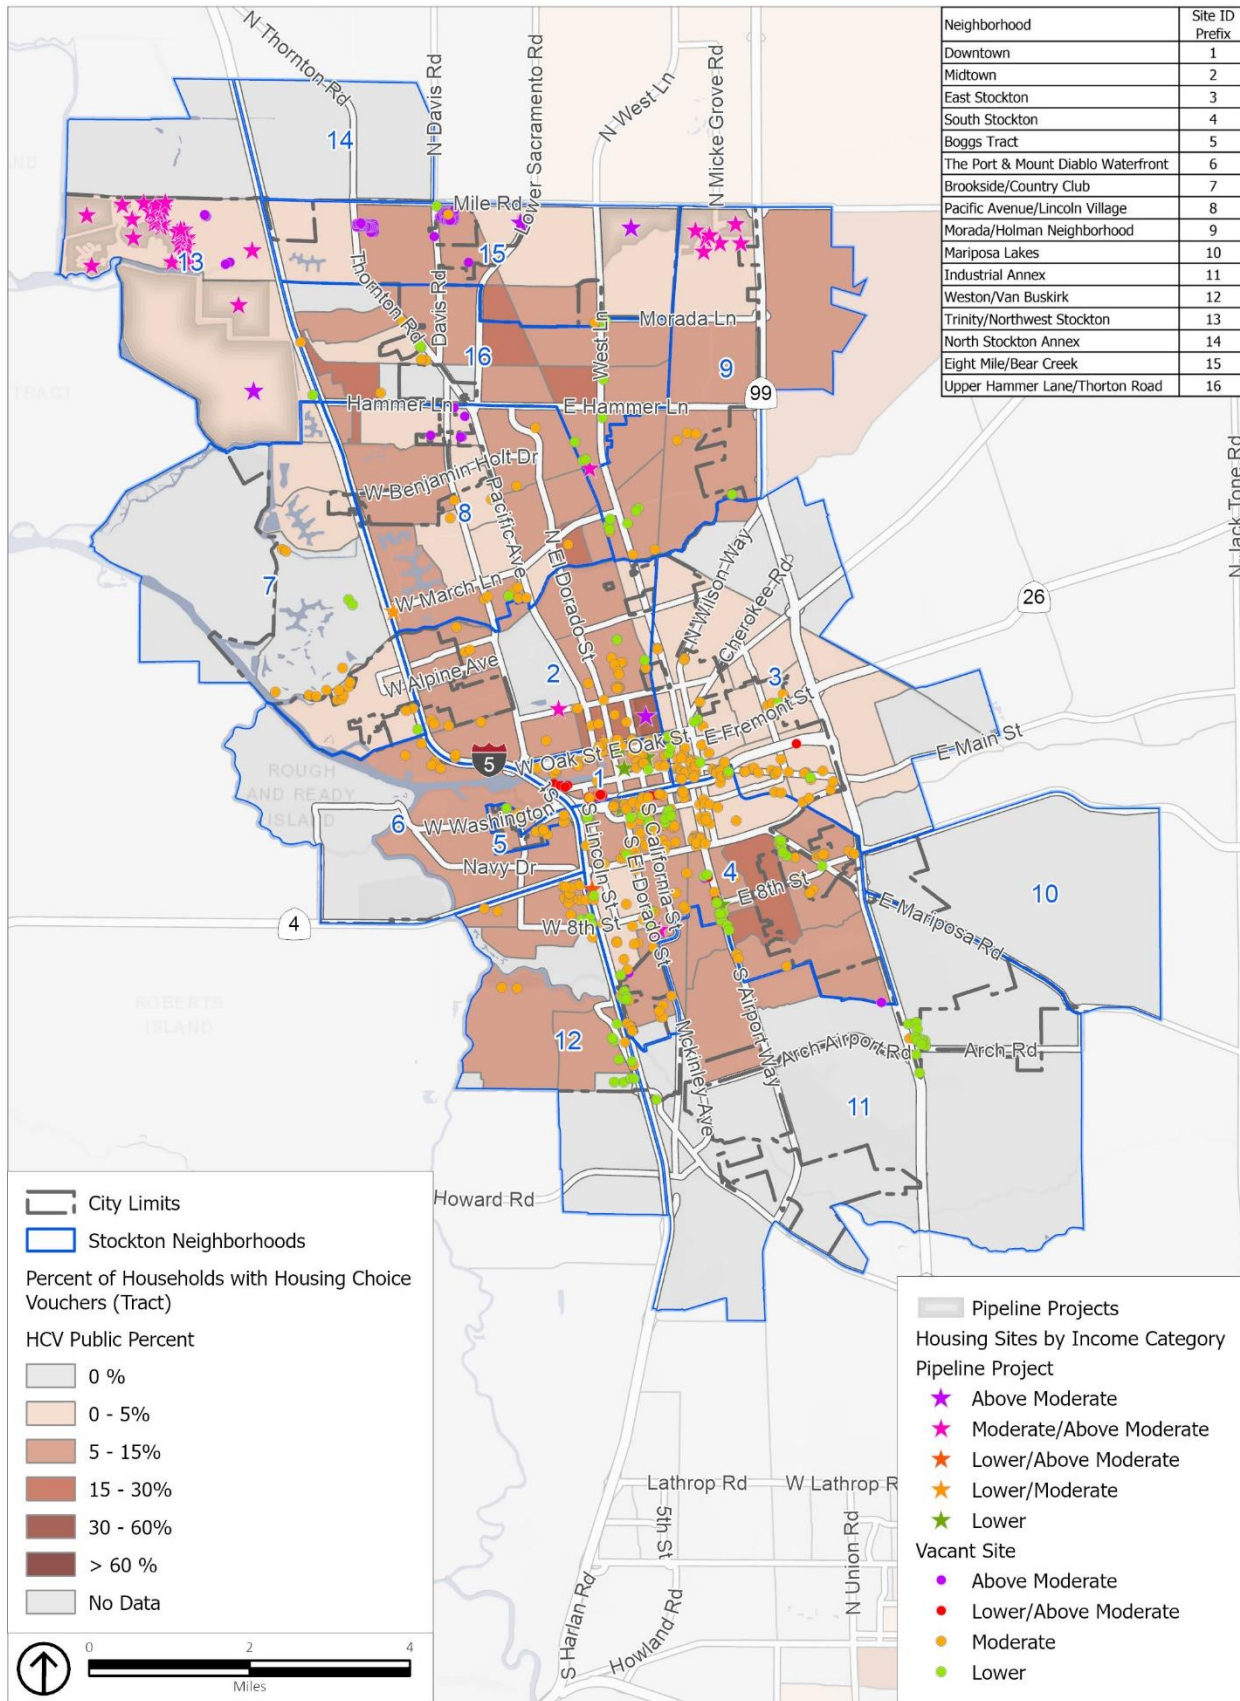 Neighborhood Site ID Prefix
Downtown 1
Midtown 2
East Stockton 3
South Stockton 4
Boggs Tract 5
The Port & Mount Diablo Waterfront 6
Brookside/Country Club 7
Pacific Avenue/Lincoln Village 8
Morada/Holman Neighborhood 9
Mariposa Lakes 10
Industrial Annex 11
Weston/Van Buskirk 12
Trinity/Northwest Stockton 13
North Stockton Annex 14
Eight Mile/Bear Creek 15
Upper Hammer Lane/Thorton Road 16
N Thornton Rd
N Davis Rd
Lower Sacramento Rd
N West Ln
N Micke Grove Rd
14
Mile Rd
13
15
Thornton Rd
Davis Rd
West Ln
Morada Ln
16
9
TRACT
Hammer Ln
E Hammer Ln
99
N Jack Tone Rd
W Benjamin Holt Dr
8
Pacific Ave
N El Dorado St
N Wilson Way
Cherokee Rd
7
W March Ln
26
2
W Alpine Ave
3
E Fremont St
W Oak St
E Oak St
E Main St
5
1
ROUGH
AND READY
ISLAND
6
W Washington St
5
S Lincoln St
S El Dorado St
S California St
Navy Dr
4
E 8th St
10
4
W 8th St
E Mariposa Rd
ROBERTS
ISLAND
12
Mckinley Ave
S Airport Way
Arch Airport Rd
Arch Rd
11
Howard Rd
City Limits
Stockton Neighborhoods
Percent of Households with Housing Choice
Vouchers (Tract)
HCV Public Percent
0 %
0 - 5%
5 - 15%
15 - 30%
30 - 60%
> 60 %
No Data
0 2 4
Miles
Pipeline Projects
Housing Sites by Income Category
Pipeline Project
Above Moderate
Moderate/Above Moderate
Lower/Above Moderate
Lower/Moderate
Lower
Vacant Site
Above Moderate
Lower/Above Moderate
Moderate
Lower
Lathrop Rd
W Lathrop R
5th St
N Union Rd
S Harlan Rd
Howland Rd